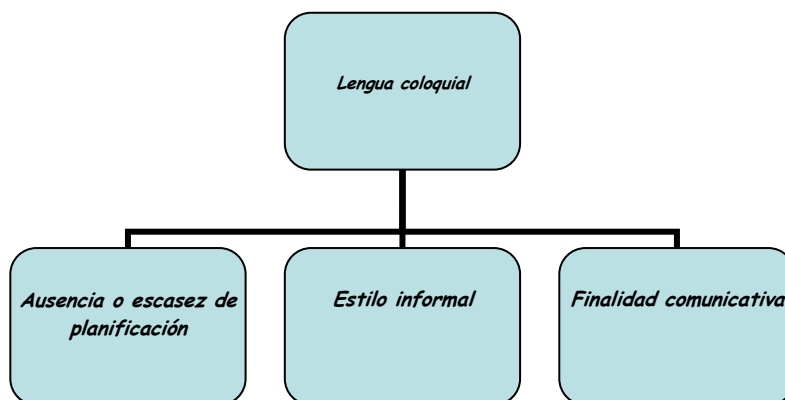 Lengua coloquial
Ausencia o escasez de
planificación
Estilo informal
Finalidad comunicativa